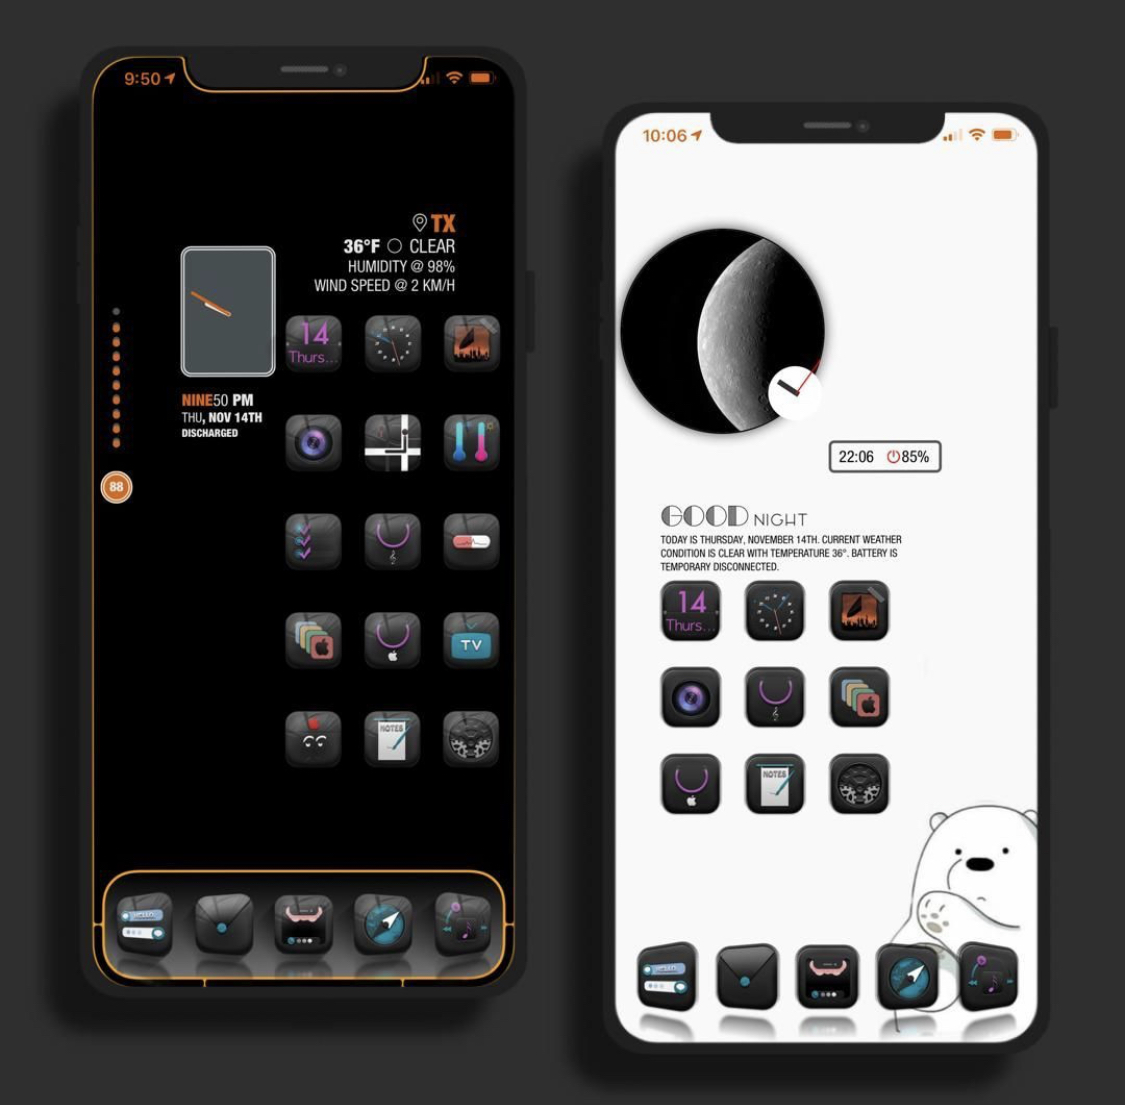 9:50
TX
36°F CLEAR
HUMIDITY @ 98%
WIND SPEED @ 2 KM/H
14
Thurs...
NINE50 PM
THU, NOV 14TH
DISCHARGED
88
TV
NOTES
HELLO
10:06
22:06 85%
GOOD NIGHT
TODAY IS THURSDAY, NOVEMBER 14TH. CURRENT WEATHER
CONDITION IS CLEAR WITH TEMPERATURE 36°. BATTERY IS
TEMPORARY DISCONNECTED.
14
Thurs...
NOTES
HELLO